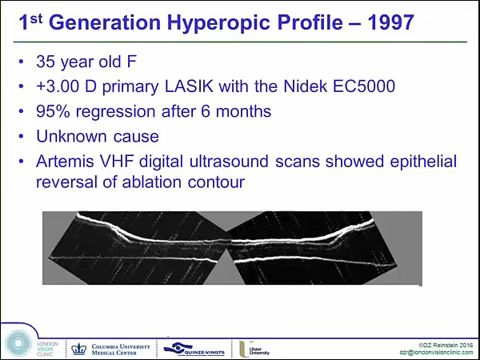 1st Generation Hyperopic Profile – 1997
• 35 year old F
• +3.00 D primary LASIK with the Nidek EC5000
• 95% regression after 6 months
• Unknown cause
• Artemis VHF digital ultrasound scans showed epithelial
reversal of ablation contour
LONDON
VISION
CLINIC
COLUMBIA UNIVERSITY
MEDICAL CENTER
QUINZE-VINGTS
Ulster
University
©DZ Reinstein 2016
dzr@londonvisionclinic.com